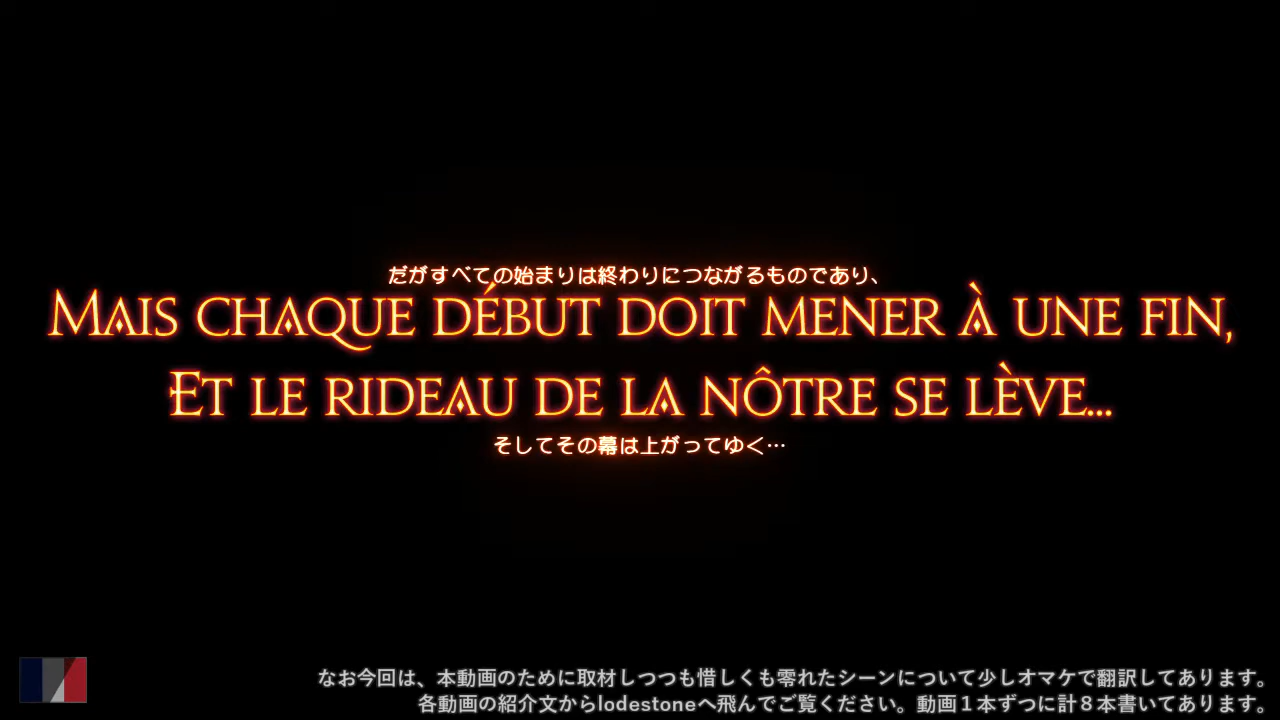 だがすべての始まりは終わりにつながるものであり、
Mais chaque début doit mener à une fin,
Et le rideau de la nôtre se lève...
そしてその幕は上がってゆく…
なお今回は、本動画のために取材しつつも惜しくも零れたシーンについて少しオマケで翻訳してあります。
各動画の紹介文からlodestoneへ飛んでご覧ください。動画１本ずつに計８本書いてあります。